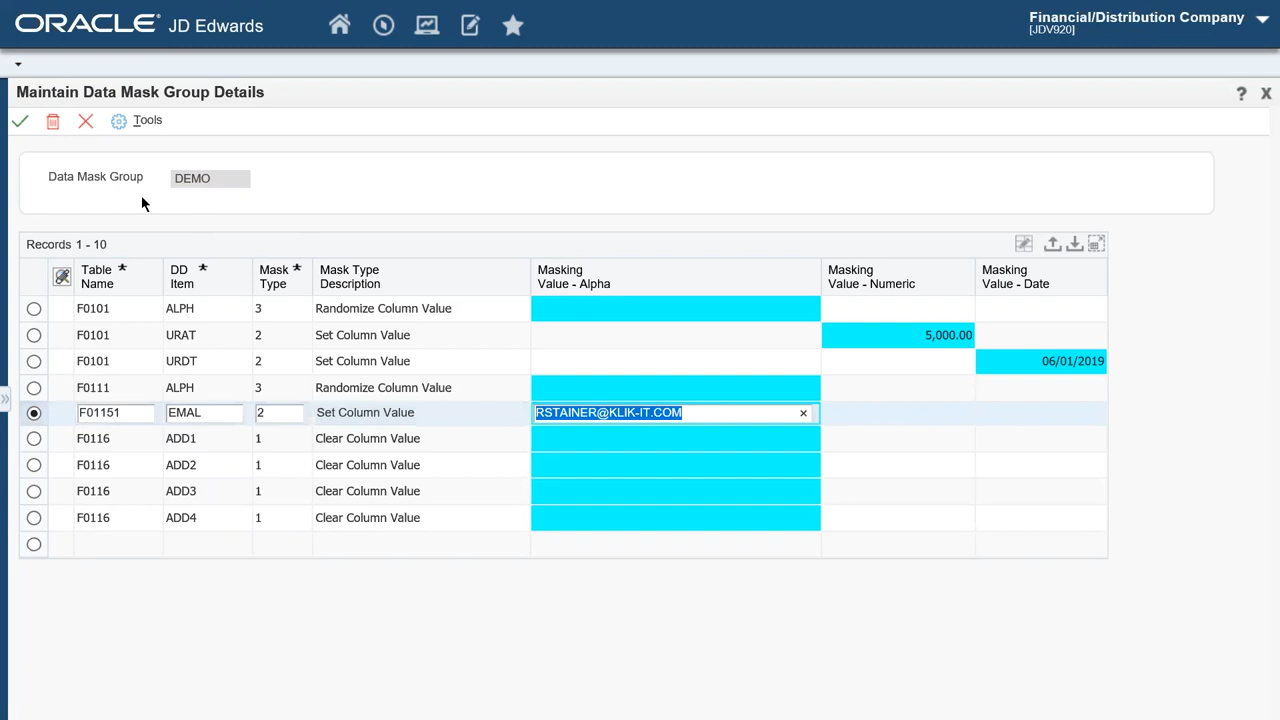 ORACLE® JD Edwards
Financial/Distribution Company
[JDV920]
Maintain Data Mask Group Details
? X
Tools
Data Mask Group DEMO
Records 1 - 10
Table Name * DD Item * Mask Type * Mask Type Description Masking Value - Alpha Masking Value - Numeric Masking Value - Date
F0101 ALPH 3 Randomize Column Value
F0101 URAT 2 Set Column Value 5,000.00
F0101 URDT 2 Set Column Value 06/01/2019
F0111 ALPH 3 Randomize Column Value
F01151 EMAL 2 Set Column Value RSTAINER@KLIK-IT.COM ×
F0116 ADD1 1 Clear Column Value
F0116 ADD2 1 Clear Column Value
F0116 ADD3 1 Clear Column Value
F0116 ADD4 1 Clear Column Value